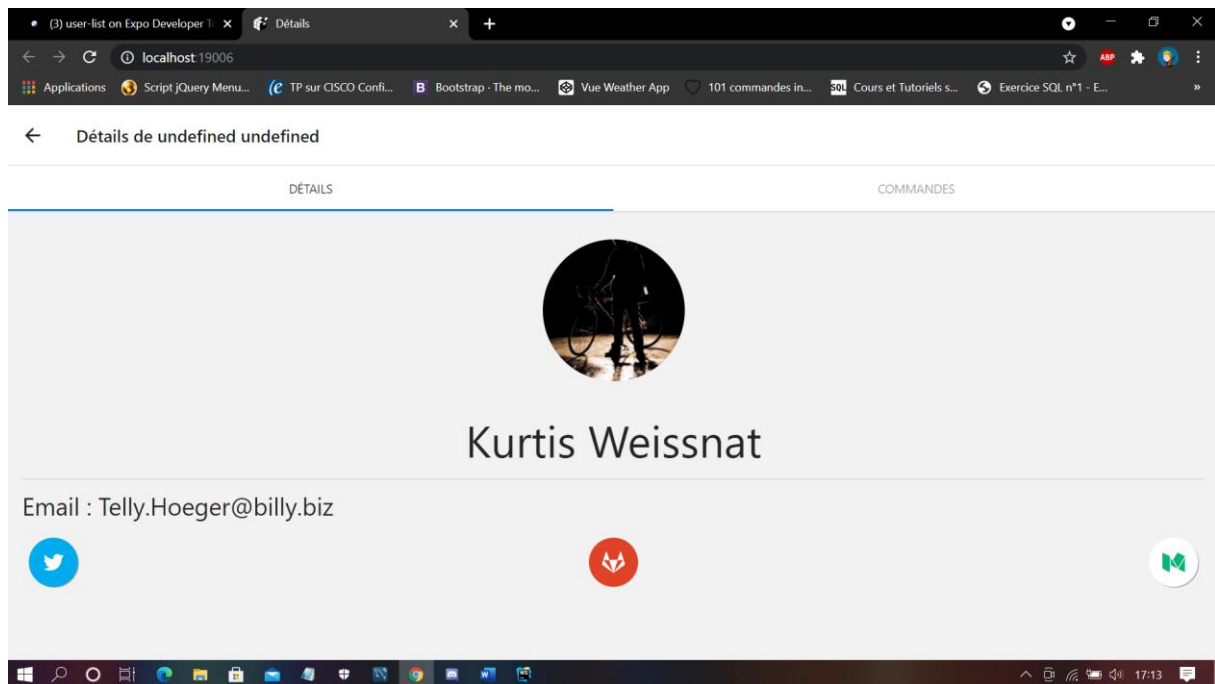 (3) user-list on Expo Developer T
Détails
localhost:19006
ABP
Applications
Script jQuery Menu...
TP sur CISCO Confi...
B
Bootstrap · The mo...
Vue Weather App
101 commandes in...
SQL
Cours et Tutoriels s...
Exercice SQL n°1 - E...
»
Détails de undefined undefined
DÉTAILS
COMMANDES
Kurtis Weissnat
Email : Telly.Hoeger@billy.biz
17:13